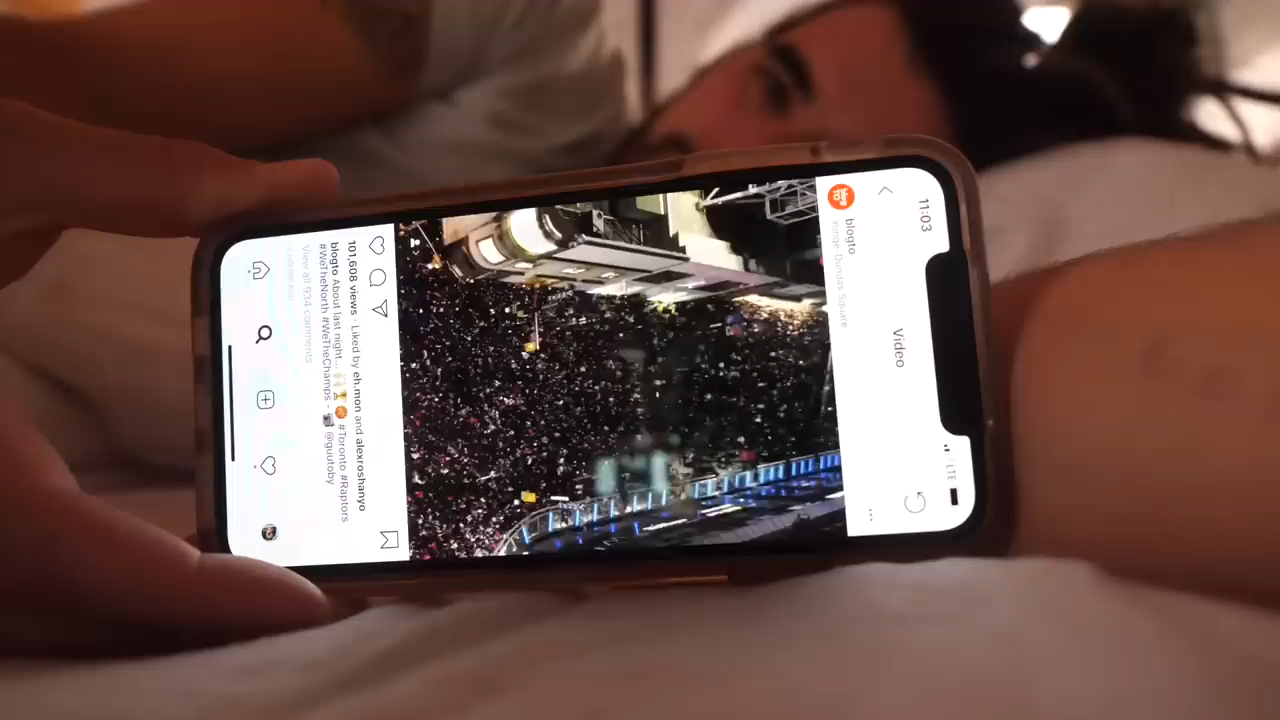 11:03
LTE
Video
blogto
Yonge-Dundas Square
101,608 views · Liked by eh.mon and alexroshanyo
blogto About last night... 🏆🏀 #Toronto #Raptors
#WeTheNorth #WeTheChamps - 📷 @guutoby
View all 934 comments